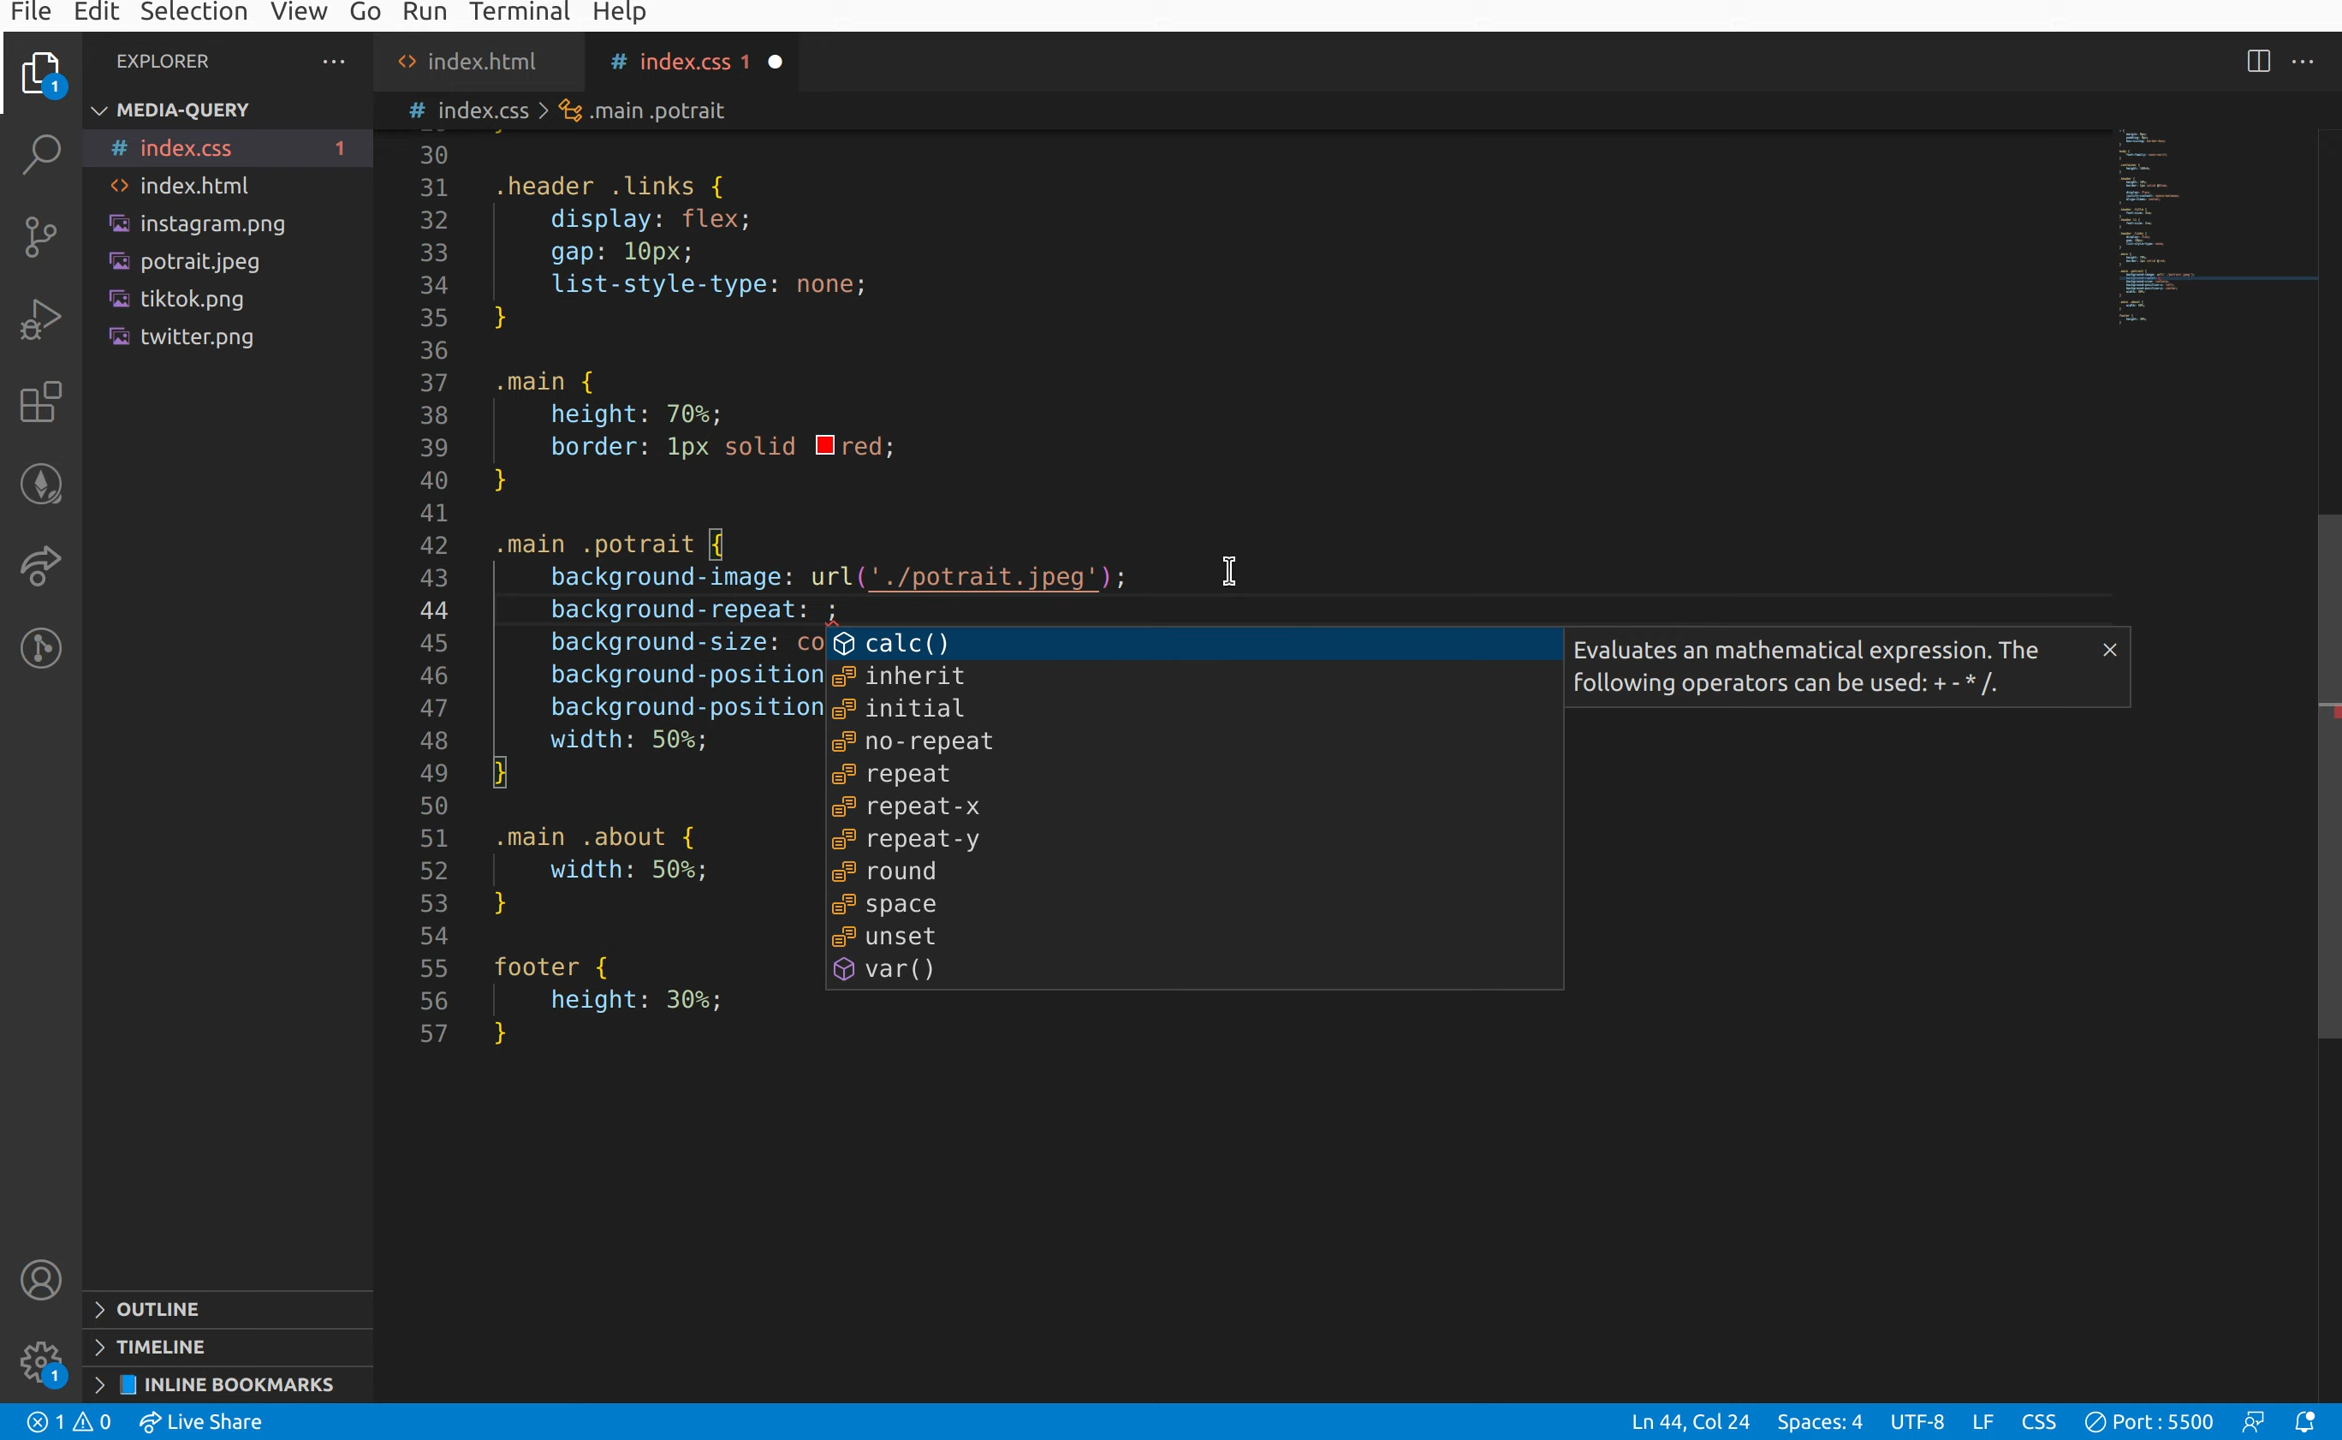 File Edit Selection View Go Run Terminal Help
EXPLORER ···
<> index.html
# index.css 1
MEDIA-QUERY
# index.css > .main .potrait
# index.css 1
<> index.html
instagram.png
potrait.jpeg
tiktok.png
twitter.png
30
31 .header .links {
32 display: flex;
33 gap: 10px;
34 list-style-type: none;
35 }
36
37 .main {
38 height: 70%;
39 border: 1px solid red;
40 }
41
42 .main .potrait {
43 background-image: url('./potrait.jpeg');
44 background-repeat: ;
45 background-size: co
46 background-position
47 background-position
48 width: 50%;
49 }
50
51 .main .about {
52 width: 50%;
53 }
54
55 footer {
56 height: 30%;
57 }
calc()
inherit
initial
no-repeat
repeat
repeat-x
repeat-y
round
space
unset
var()
Evaluates an mathematical expression. The
following operators can be used: + - * /.
1
OUTLINE
TIMELINE
INLINE BOOKMARKS
1
1 0 Live Share Ln 44, Col 24 Spaces: 4 UTF-8 LF CSS Port : 5500